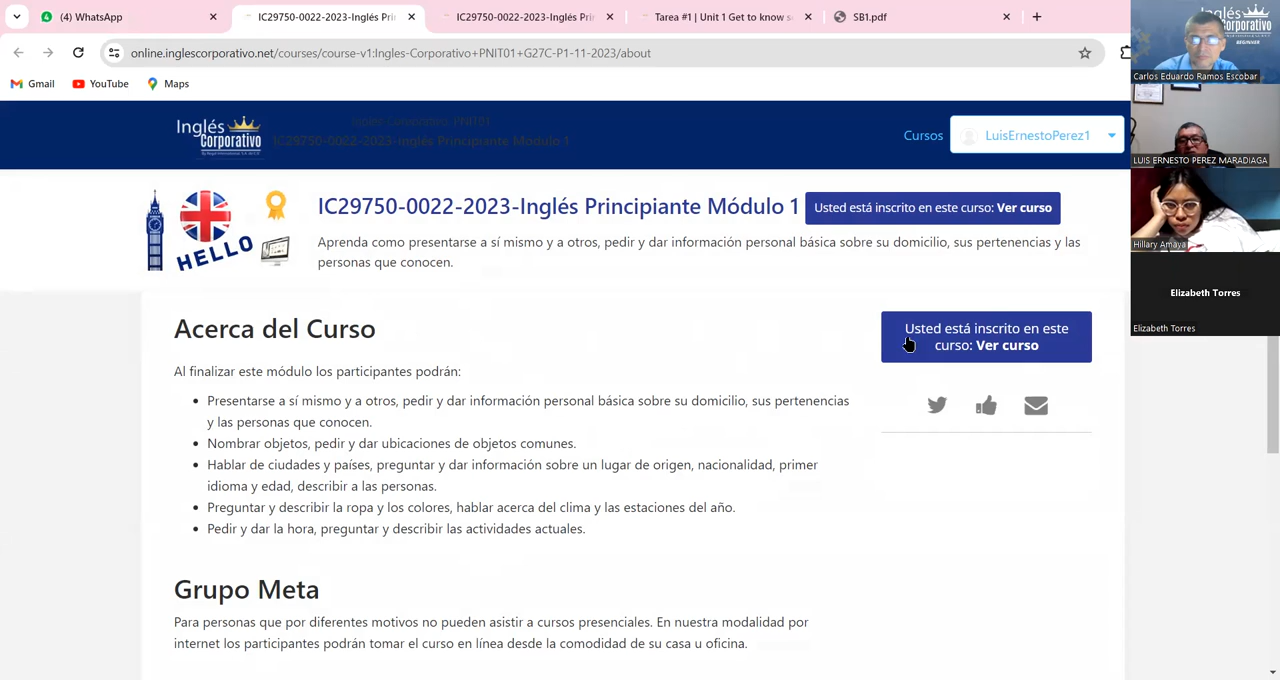 WhatsApp
IC29750-0022-2023-Inglés Pri
IC29750-0022-2023-Inglés Pri
Tarea #1 | Unit 1 Get to know s
SB1.pdf
online.inglescorporativo.net/courses/course-v1:Ingles-Corporativo+PNIT01+G27C-P1-11-2023/about
Gmail
YouTube
Maps
Inglés
Corporativo
IC29750-0022-2023-Inglés Principiante Módulo 1
Cursos
LuisErnestoPerez1
HELLO
IC29750-0022-2023-Inglés Principiante Módulo 1
Usted está inscrito en este curso: Ver curso
Aprenda como presentarse a sí mismo y a otros, pedir y dar información personal básica sobre su domicilio, sus pertenencias y las
personas que conocen.
Acerca del Curso
Usted está inscrito en este
curso: Ver curso
Al finalizar este módulo los participantes podrán:
• Presentarse a sí mismo y a otros, pedir y dar información personal básica sobre su domicilio, sus pertenencias
y las personas que conocen.
• Nombrar objetos, pedir y dar ubicaciones de objetos comunes.
• Hablar de ciudades y países, preguntar y dar información sobre un lugar de origen, nacionalidad, primer
idioma y edad, describir a las personas.
• Preguntar y describir la ropa y los colores, hablar acerca del clima y las estaciones del año.
• Pedir y dar la hora, preguntar y describir las actividades actuales.
Grupo Meta
Para personas que por diferentes motivos no pueden asistir a cursos presenciales. En nuestra modalidad por
internet los participantes podrán tomar el curso en línea desde la comodidad de su casa u oficina.
Inglés
Corporativo
BEGINNER
Carlos Eduardo Ramos Escobar
LUIS ERNESTO PEREZ MARADIAGA
Hillary Amaya
Elizabeth Torres
Elizabeth Torres